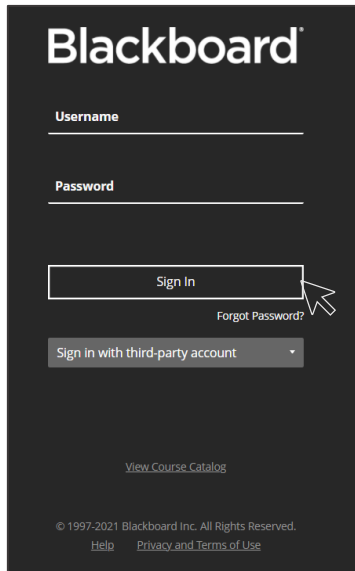 Blackboard®
Username
Password
Sign In
Forgot Password?
Sign in with third-party account
View Course Catalog
© 1997-2021 Blackboard Inc. All Rights Reserved.
Help Privacy and Terms of Use